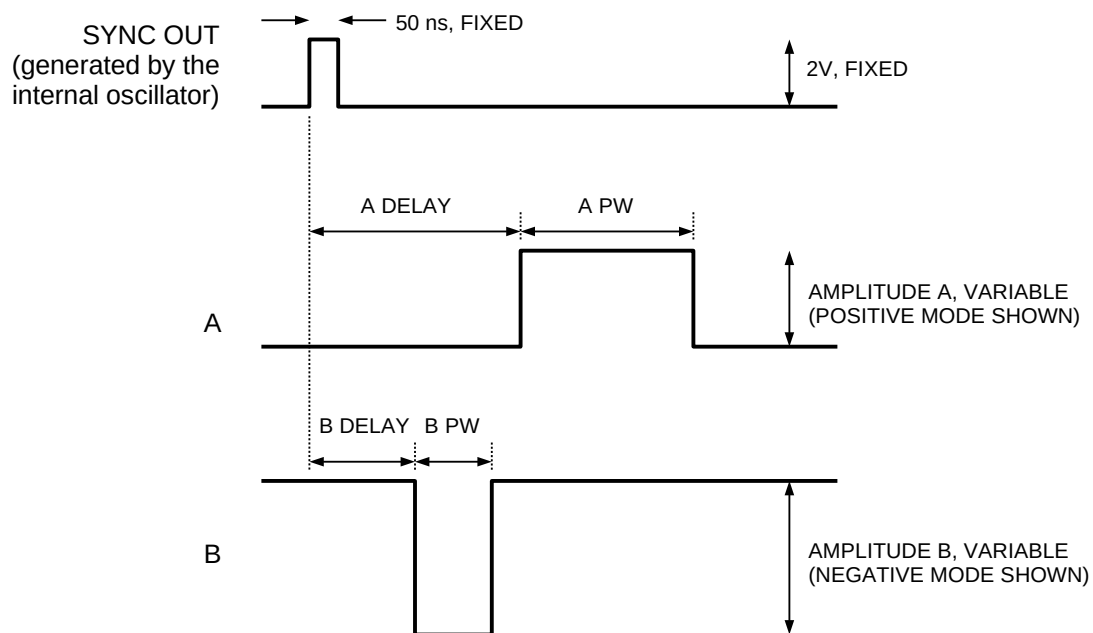 50 ns, FIXED
SYNC OUT
(generated by the
internal oscillator)
2V, FIXED
A DELAY
A PW
AMPLITUDE A, VARIABLE
(POSITIVE MODE SHOWN)
A
B DELAY
B PW
B
AMPLITUDE B, VARIABLE
(NEGATIVE MODE SHOWN)